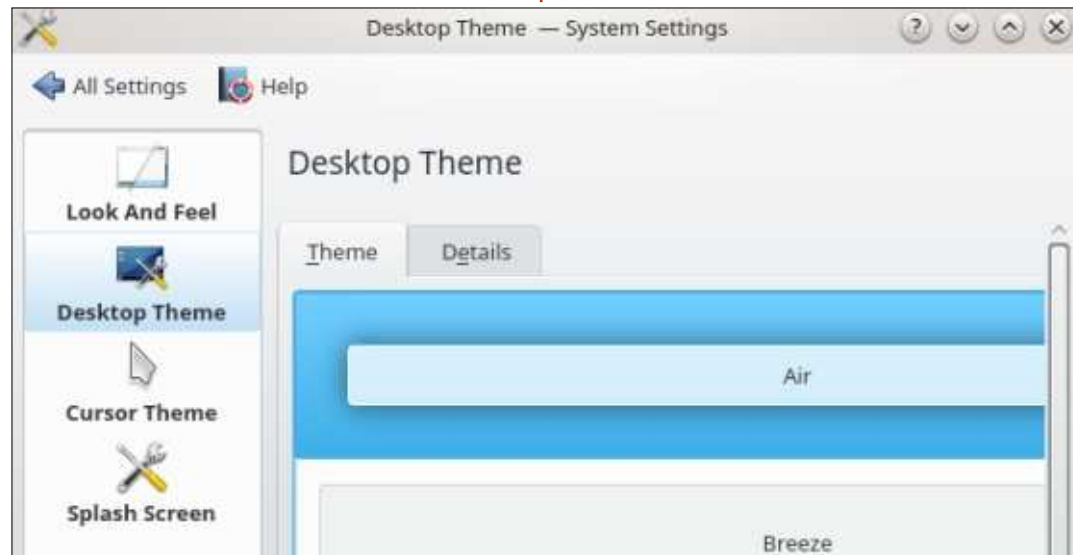 Desktop Theme — System Settings
All Settings Help
Desktop Theme
Look And Feel
Desktop Theme
Cursor Theme
Splash Screen
Theme Details
Air
Breeze